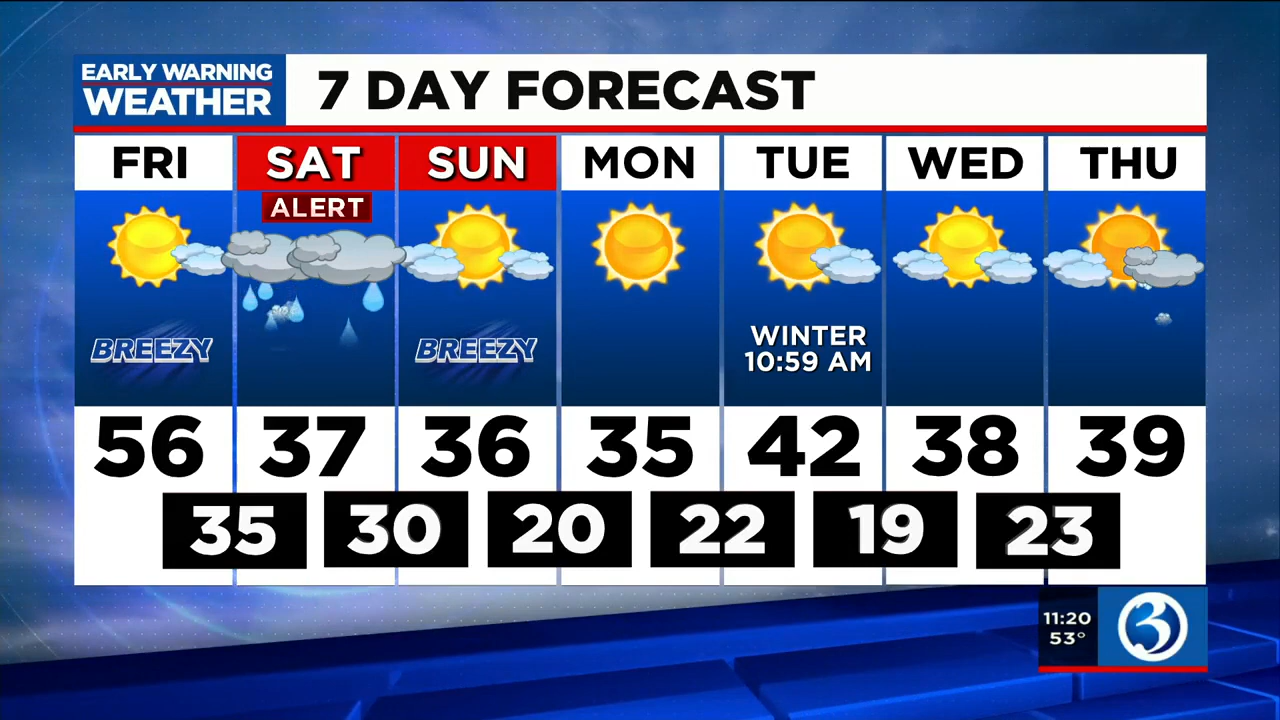 EARLY WARNING
WEATHER
7 DAY FORECAST
FRI SAT SUN MON TUE WED THU
ALERT
BREEZY BREEZY
WINTER
10:59 AM
56 37 36 35 42 38 39
35 30 20 22 19 23
11:20
53°
3